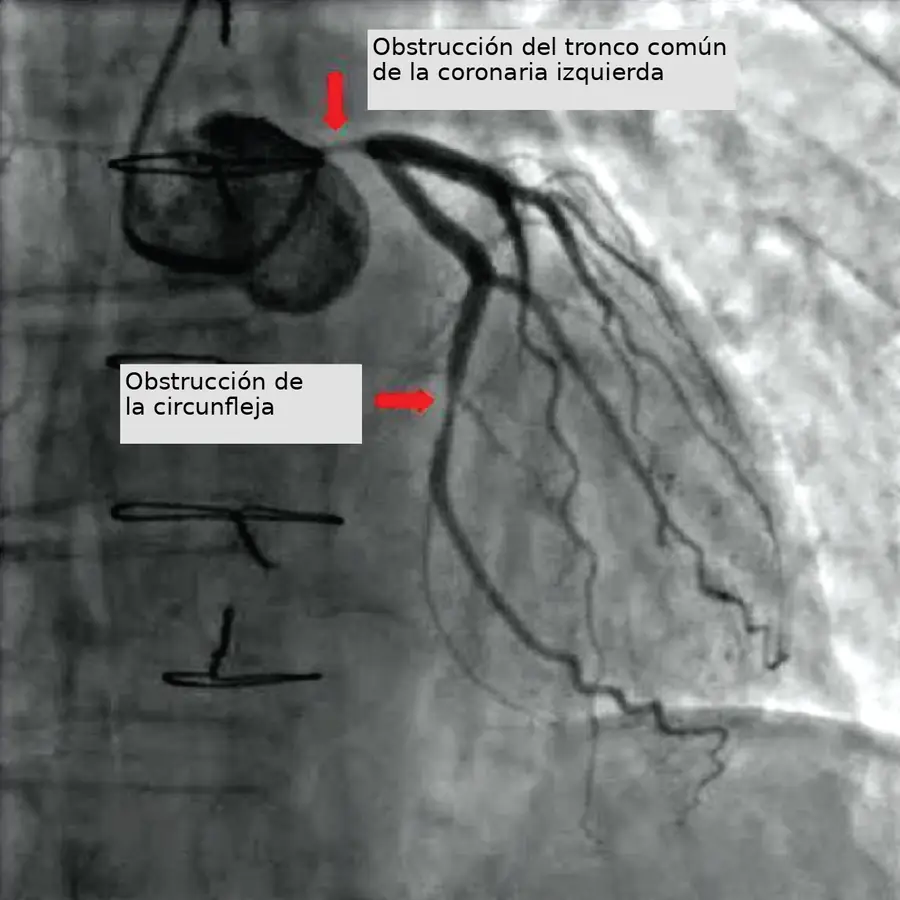 Obstrucción del tronco común
de la coronaria izquierda
Obstrucción de
la circunfleja